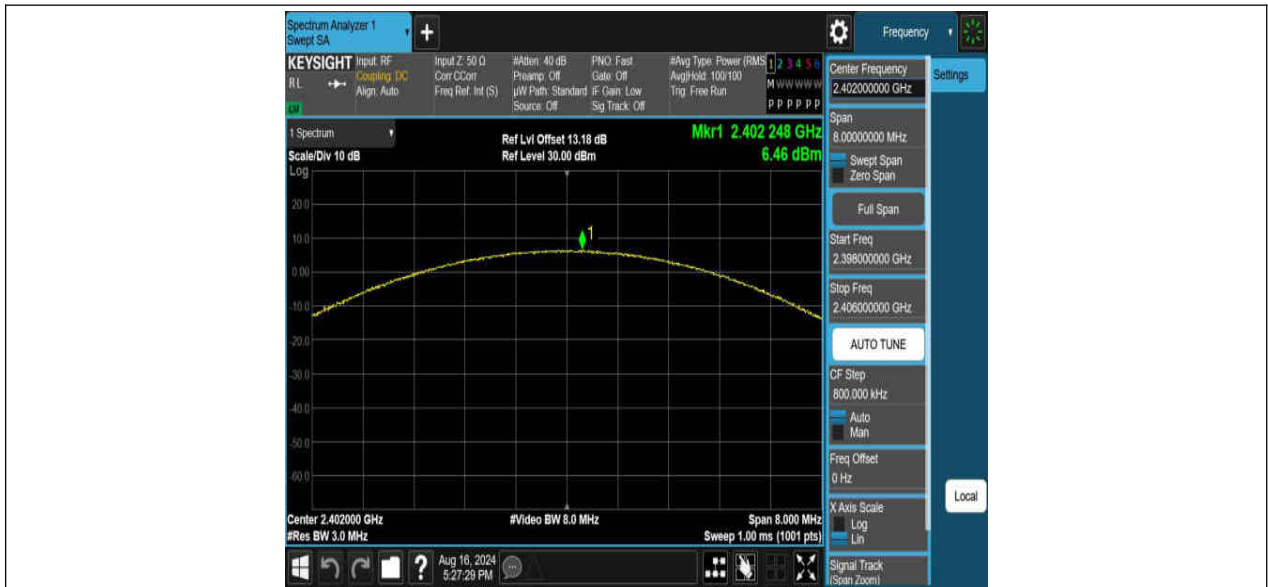 Spectrum Analyzer 1
Swept SA
+
Frequency
KEYSIGHT
RL
Input: RF
Coupling: DC
Align: Auto
Input Z: 50 Ω
Corr CCorr
Freq Ref: Int (S)
#Atten: 40 dB
Preamp: Off
µW Path: Standard
Source: Off
PNO: Fast
Gate: Off
IF Gain: Low
Sig Track: Off
#Avg Type: Power (RMS
Avg|Hold: 100/100
Trig: Free Run
1 2 3 4 5 6
M W W W W W
P P P P P P
Center Frequency
2.402000000 GHz
Settings
Span
8.00000000 MHz
Swept Span
Zero Span
Full Span
Start Freq
2.398000000 GHz
Stop Freq
2.406000000 GHz
AUTO TUNE
CF Step
800.000 kHz
Auto
Man
Freq Offset
0 Hz
X Axis Scale
Log
Lin
Local
Signal Track
(Span Zoom)
1 Spectrum
Scale/Div 10 dB
Log
Ref Lvl Offset 13.18 dB
Ref Level 30.00 dBm
Mkr1 2.402 248 GHz
6.46 dBm
20.0
10.0
1
0.00
-10.0
-20.0
-30.0
-40.0
-50.0
-60.0
Center 2.402000 GHz
#Res BW 3.0 MHz
#Video BW 8.0 MHz
Span 8.000 MHz
Sweep 1.00 ms (1001 pts)
?
Aug 16, 2024
5:27:29 PM